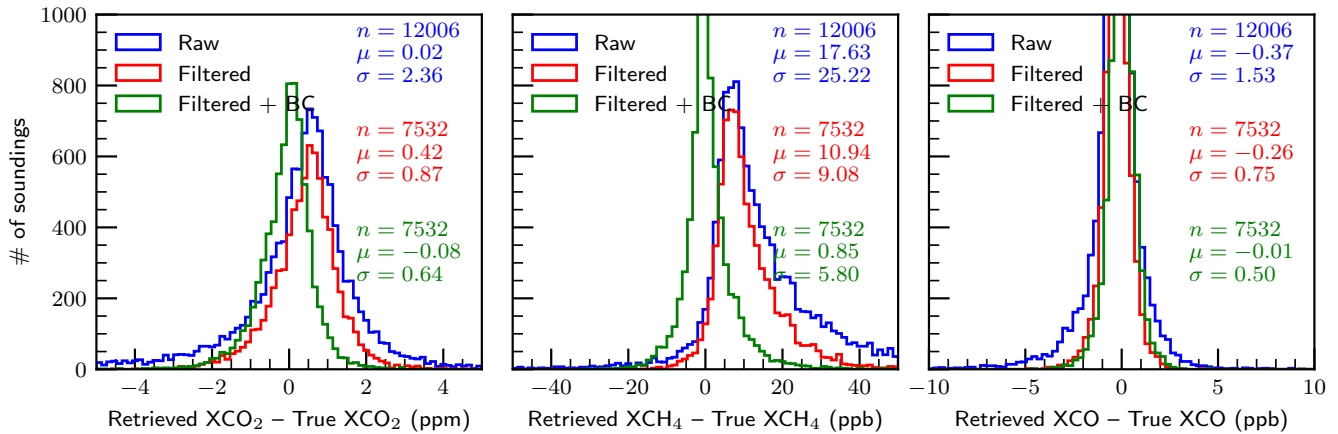 # of soundings
1000
800
600
400
200
0
Raw
Filtered
Filtered + BC
n = 12006
μ = 0.02
σ = 2.36
n = 7532
μ = 0.42
σ = 0.87
n = 7532
μ = −0.08
σ = 0.64
−4 −2 0 2 4
Retrieved XCO₂ – True XCO₂ (ppm)
Raw
Filtered
Filtered + BC
n = 12006
μ = 17.63
σ = 25.22
n = 7532
μ = 10.94
σ = 9.08
n = 7532
μ = 0.85
σ = 5.80
−40 −20 0 20 40
Retrieved XCH₄ – True XCH₄ (ppb)
Raw
Filtered
Filtered + BC
n = 12006
μ = −0.37
σ = 1.53
n = 7532
μ = −0.26
σ = 0.75
n = 7532
μ = −0.01
σ = 0.50
−10 −5 0 5 10
Retrieved XCO – True XCO (ppb)